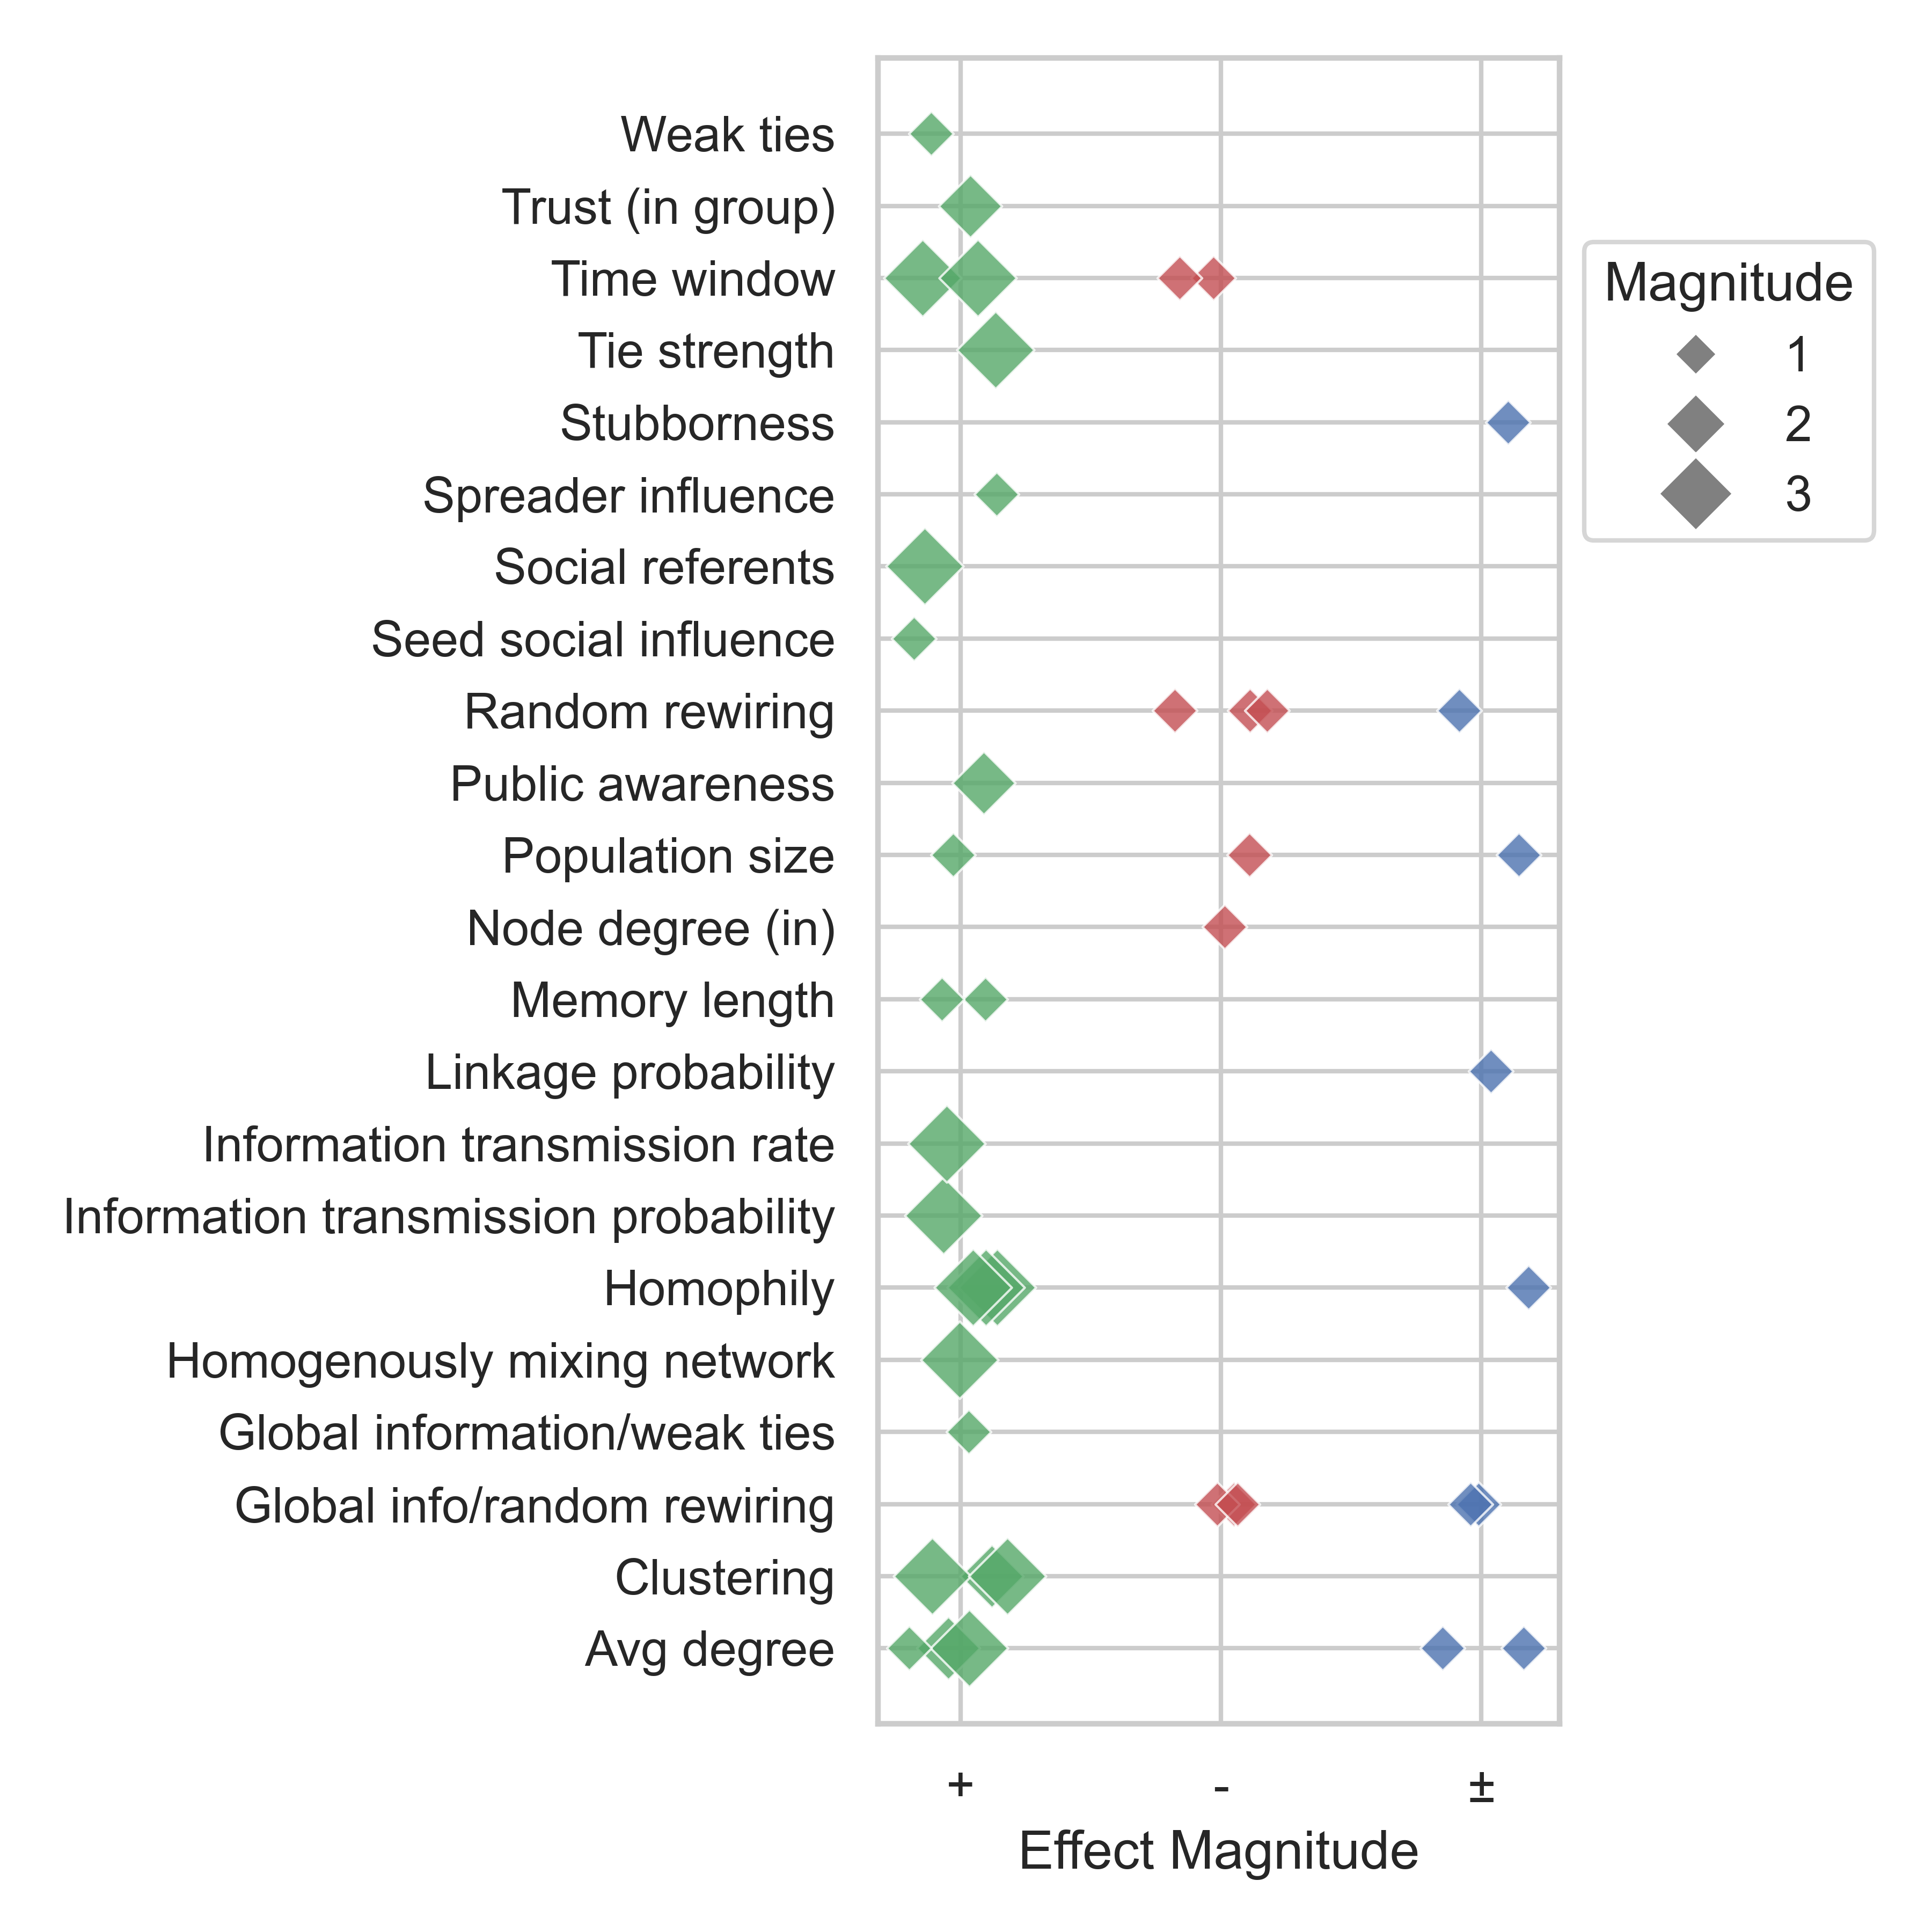 Weak ties
Trust (in group)
Time window
Tie strength
Stubborness
Spreader influence
Social referents
Seed social influence
Random rewiring
Public awareness
Population size
Node degree (in)
Memory length
Linkage probability
Information transmission rate
Information transmission probability
Homophily
Homogenously mixing network
Global information/weak ties
Global info/random rewiring
Clustering
Avg degree
+ - ±
Effect Magnitude
Magnitude
1
2
3